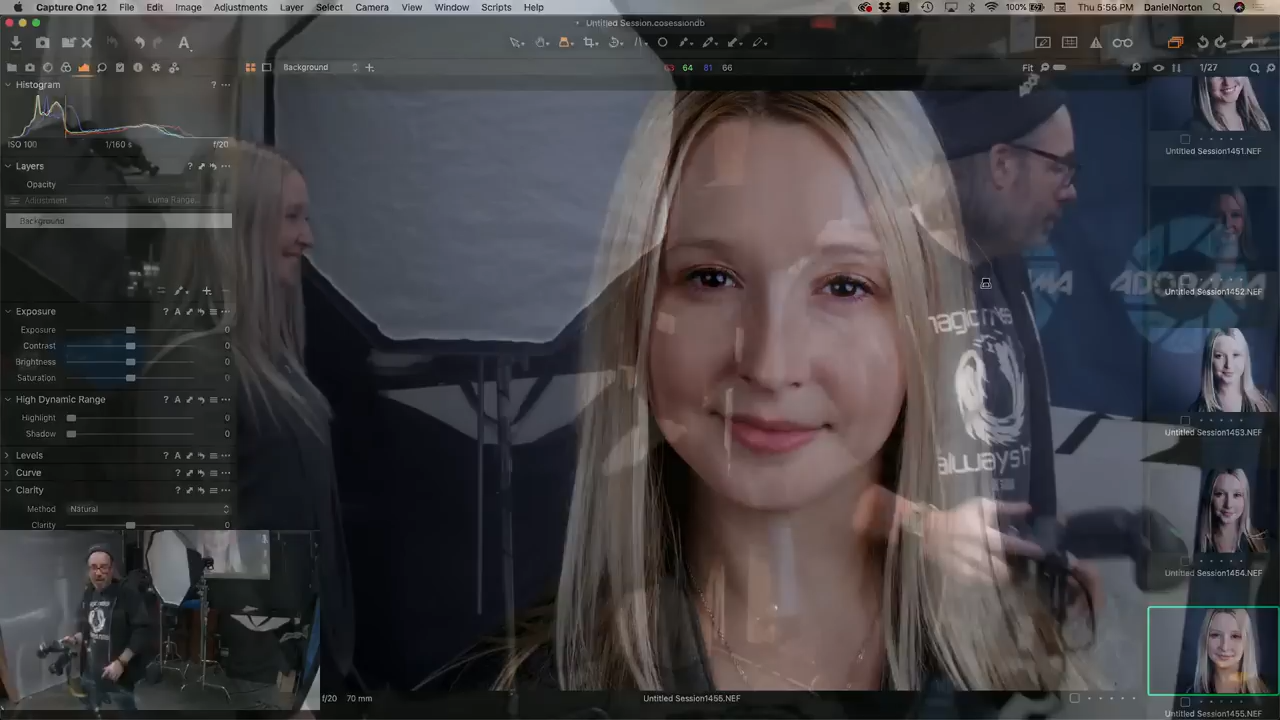 Capture One 12 File Edit Image Adjustments Layer Select Camera View Window Scripts Help 100% Thu 5:56 PM DanielNorton
Untitled Session.cosessiondb
Background 64 81 66 Fit 1/27
Histogram
ISO 100 1/160 s f/20
Layers
Opacity
Adjustment Luma Range...
Background
Exposure
Exposure 0
Contrast 0
Brightness 0
Saturation 0
High Dynamic Range
Highlight 0
Shadow 0
Levels
Curve
Clarity
Method Natural
Clarity 0
Untitled Session1451.NEF
Untitled Session1452.NEF
Untitled Session1453.NEF
Untitled Session1454.NEF
Untitled Session1455.NEF
ADORAMA
f/20 70 mm
Untitled Session1455.NEF